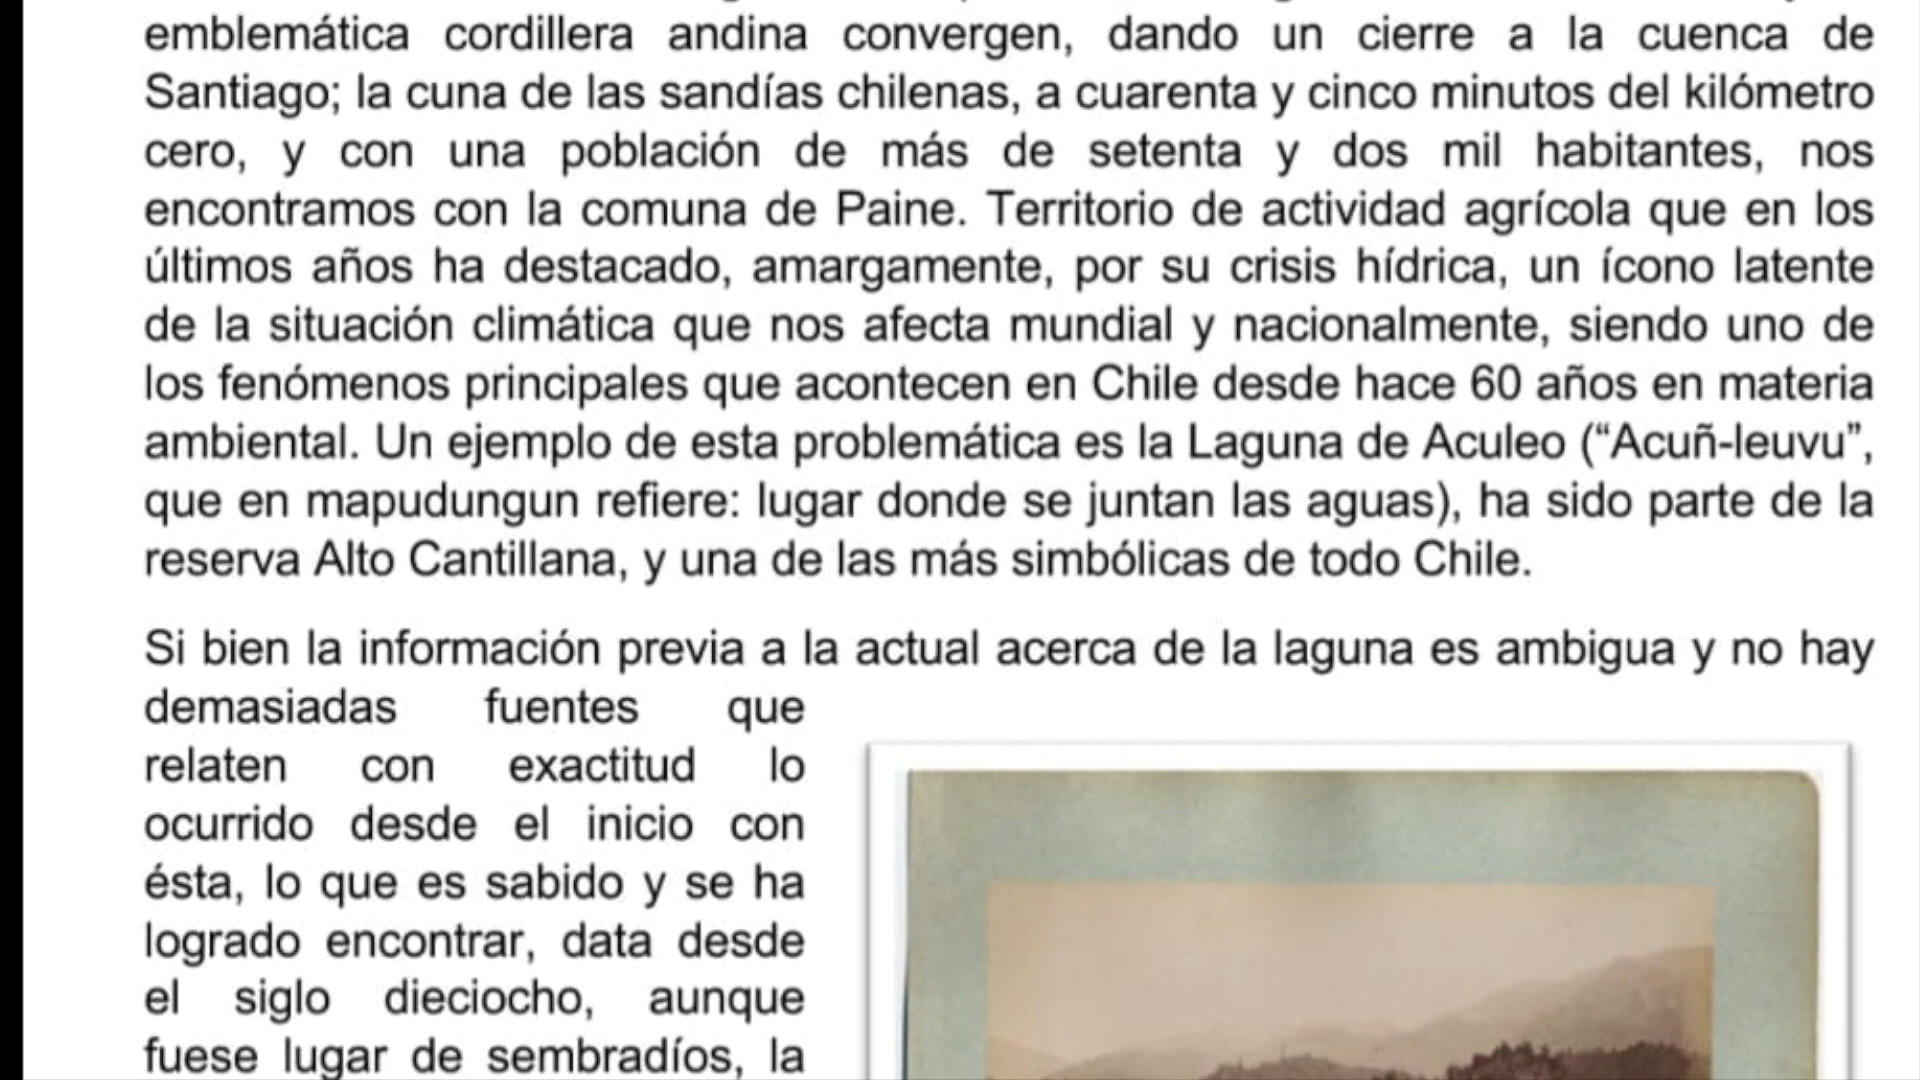 emblemática cordillera andina convergen, dando un cierre a la cuenca de
Santiago; la cuna de las sandías chilenas, a cuarenta y cinco minutos del kilómetro
cero, y con una población de más de setenta y dos mil habitantes, nos
encontramos con la comuna de Paine. Territorio de actividad agrícola que en los
últimos años ha destacado, amargamente, por su crisis hídrica, un ícono latente
de la situación climática que nos afecta mundial y nacionalmente, siendo uno de
los fenómenos principales que acontecen en Chile desde hace 60 años en materia
ambiental. Un ejemplo de esta problemática es la Laguna de Aculeo (“Acuñ-leuvu”,
que en mapudungun refiere: lugar donde se juntan las aguas), ha sido parte de la
reserva Alto Cantillana, y una de las más simbólicas de todo Chile.
Si bien la información previa a la actual acerca de la laguna es ambigua y no hay
demasiadas fuentes que
relaten con exactitud lo
ocurrido desde el inicio con
ésta, lo que es sabido y se ha
logrado encontrar, data desde
el siglo dieciocho, aunque
fuese lugar de sembradíos, la